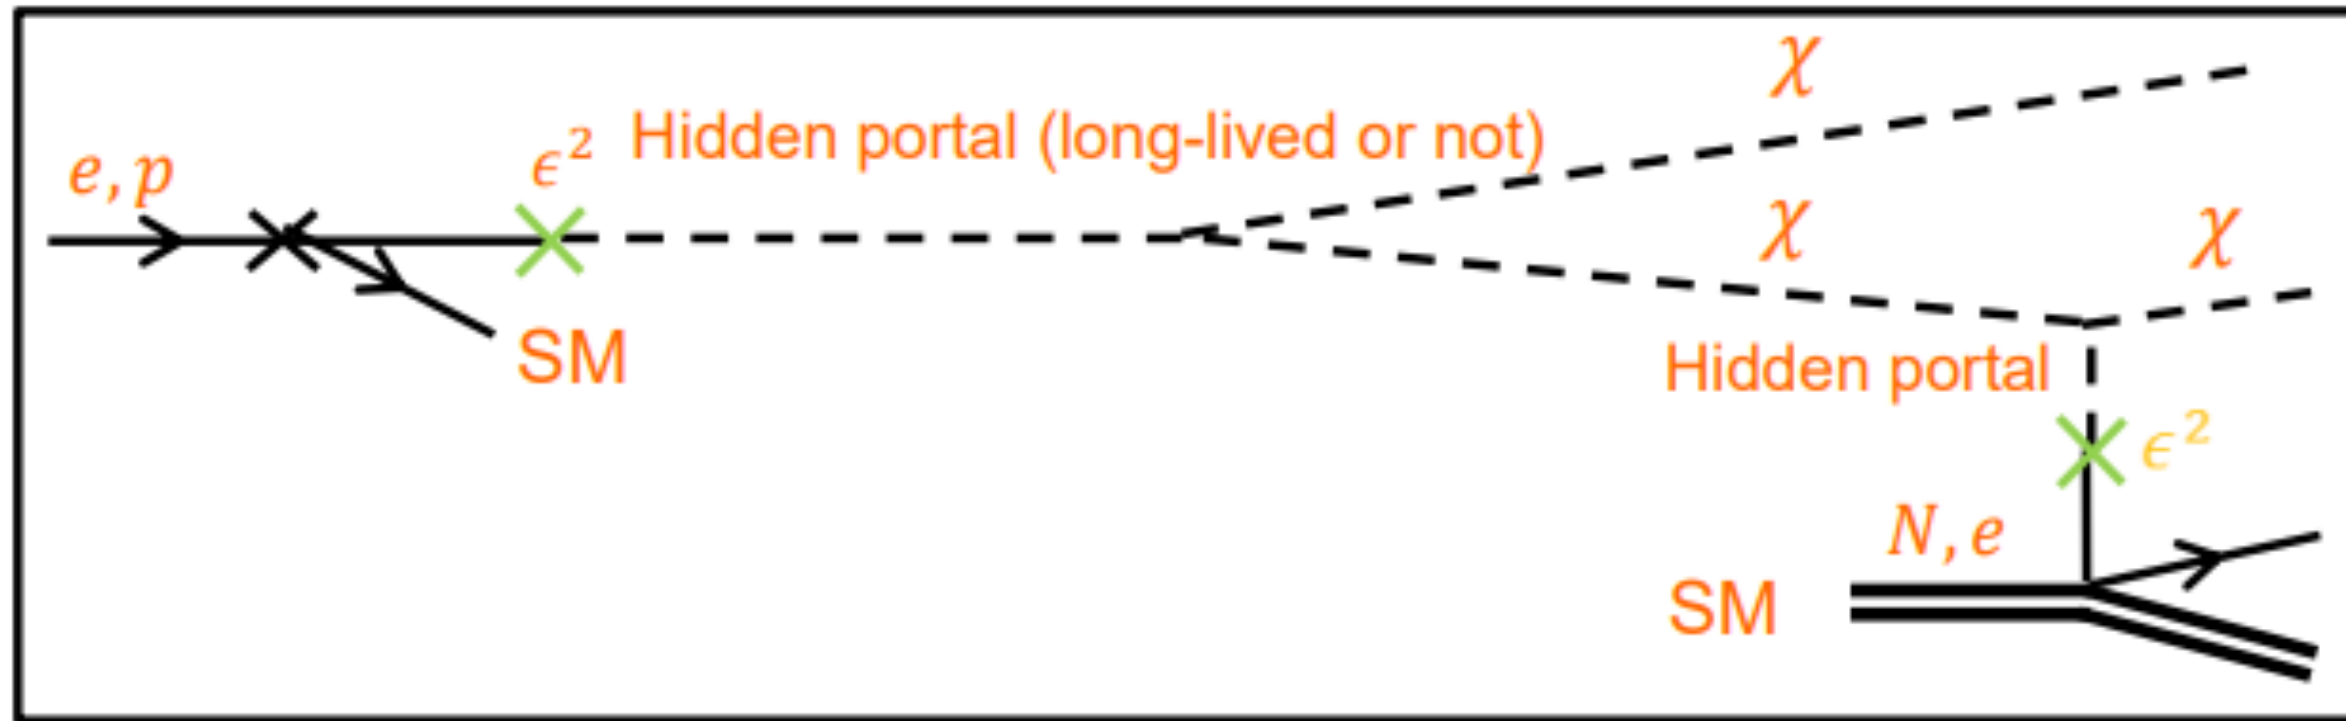 χ
ϵ² Hidden portal (long-lived or not)
e, p
χ
χ
SM
Hidden portal
ϵ²
N, e
SM